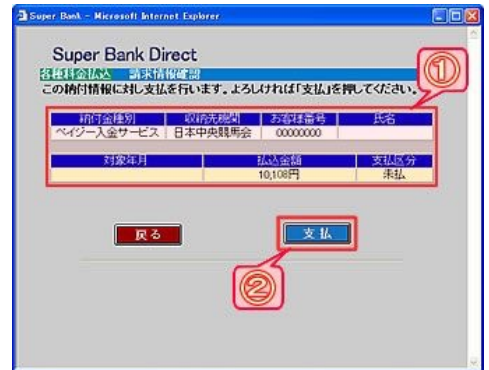 Super Bank - Microsoft Internet Explorer
Super Bank Direct
各種料金払込 請求情報確認
この納付情報に対し支払を行います。よろしければ「支払」を押してください。
①
納付金種別 収納先機関 お客様番号 氏名
ペイジー入金サービス 日本中央競馬会 00000000
対象年月 払込金額 支払区分
10,108円 未払
戻る 支払
②